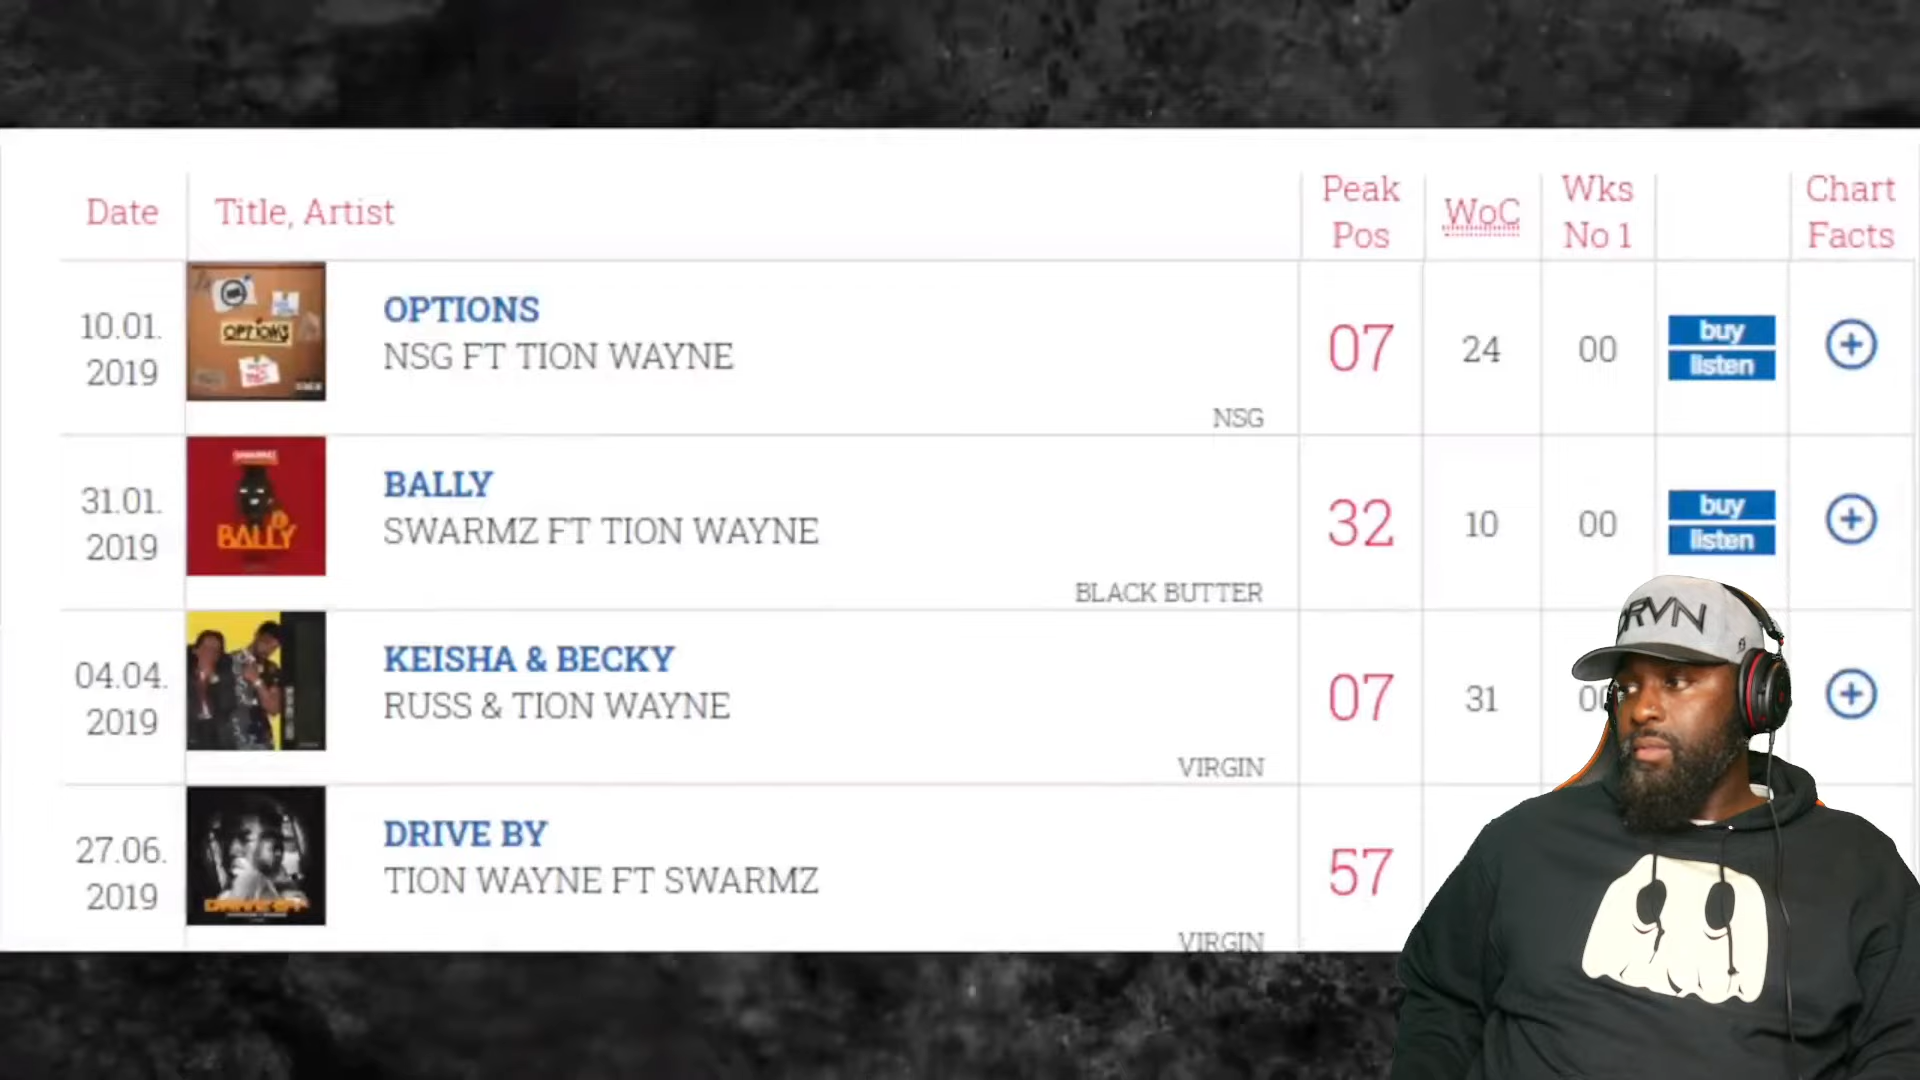 Date Title, Artist Peak Pos WoC Wks No 1 Chart Facts
10.01. 2019
OPTIONS
OPTIONS
NSG FT TION WAYNE
NSG
07 24 00
buy
listen
31.01. 2019
BALLY
BALLY
SWARMZ FT TION WAYNE
BLACK BUTTER
32 10 00
buy
listen
04.04. 2019
KEISHA & BECKY
RUSS & TION WAYNE
VIRGIN
07 31
27.06. 2019
DRIVE BY
TION WAYNE FT SWARMZ
VIRGIN
57
RVN